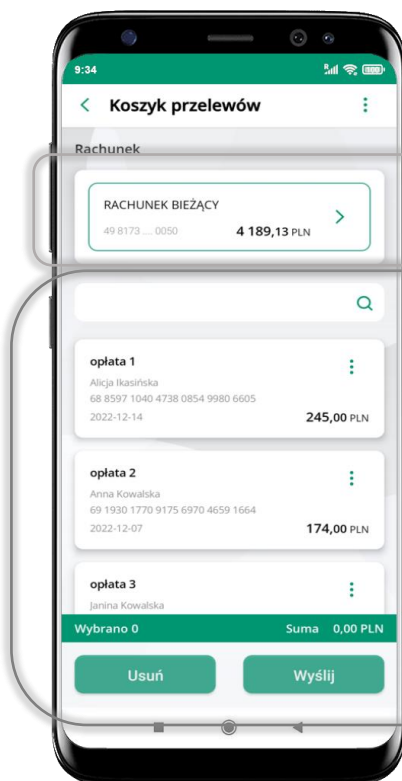 9:34
Koszyk przelewów
Rachunek
RACHUNEK BIEŻĄCY
49 8173 .... 0050 4 189,13 PLN
opłata 1
Alicja Ikasińska
68 8597 1040 4738 0854 9980 6605
2022-12-14 245,00 PLN
opłata 2
Anna Kowalska
69 1930 1770 9175 6970 4659 1664
2022-12-07 174,00 PLN
opłata 3
Janina Kowalska
Wybrano 0 Suma 0,00 PLN
Usuń Wyślij